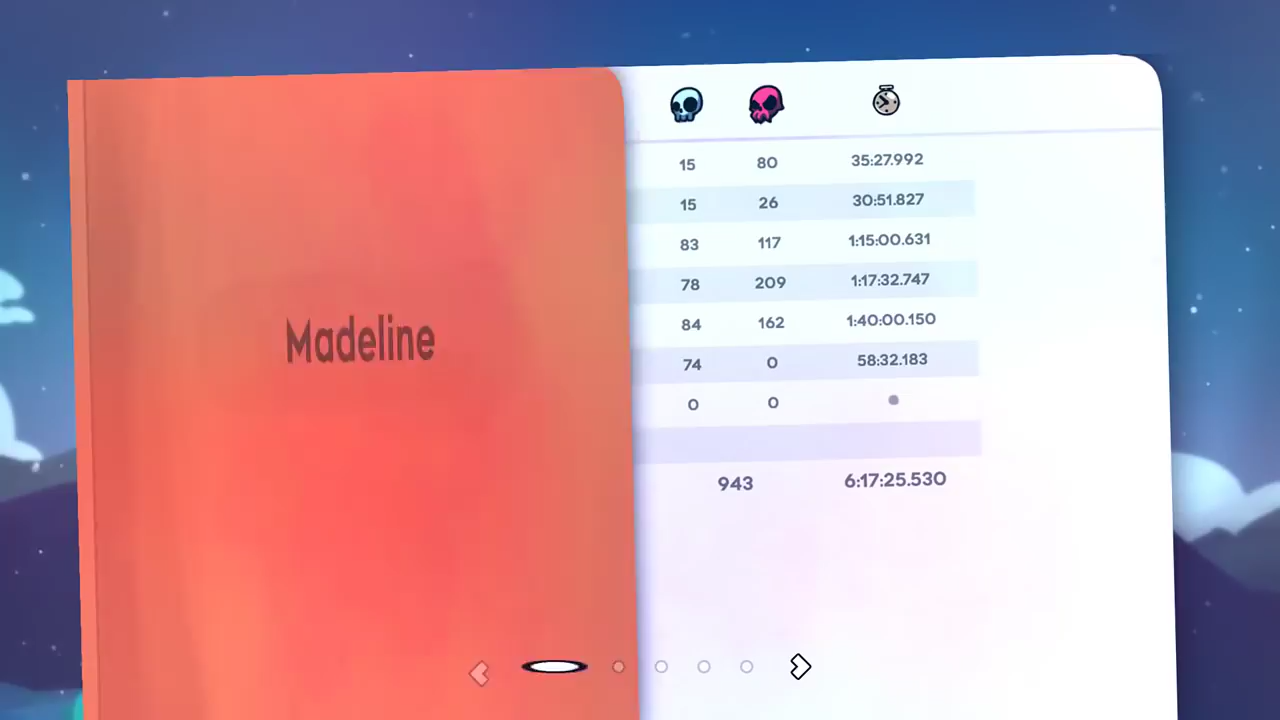 Madeline
15 80 35:27.992
15 26 30:51.827
83 117 1:15:00.631
78 209 1:17:32.747
84 162 1:40:00.150
74 0 58:32.183
0 0
943 6:17:25.530